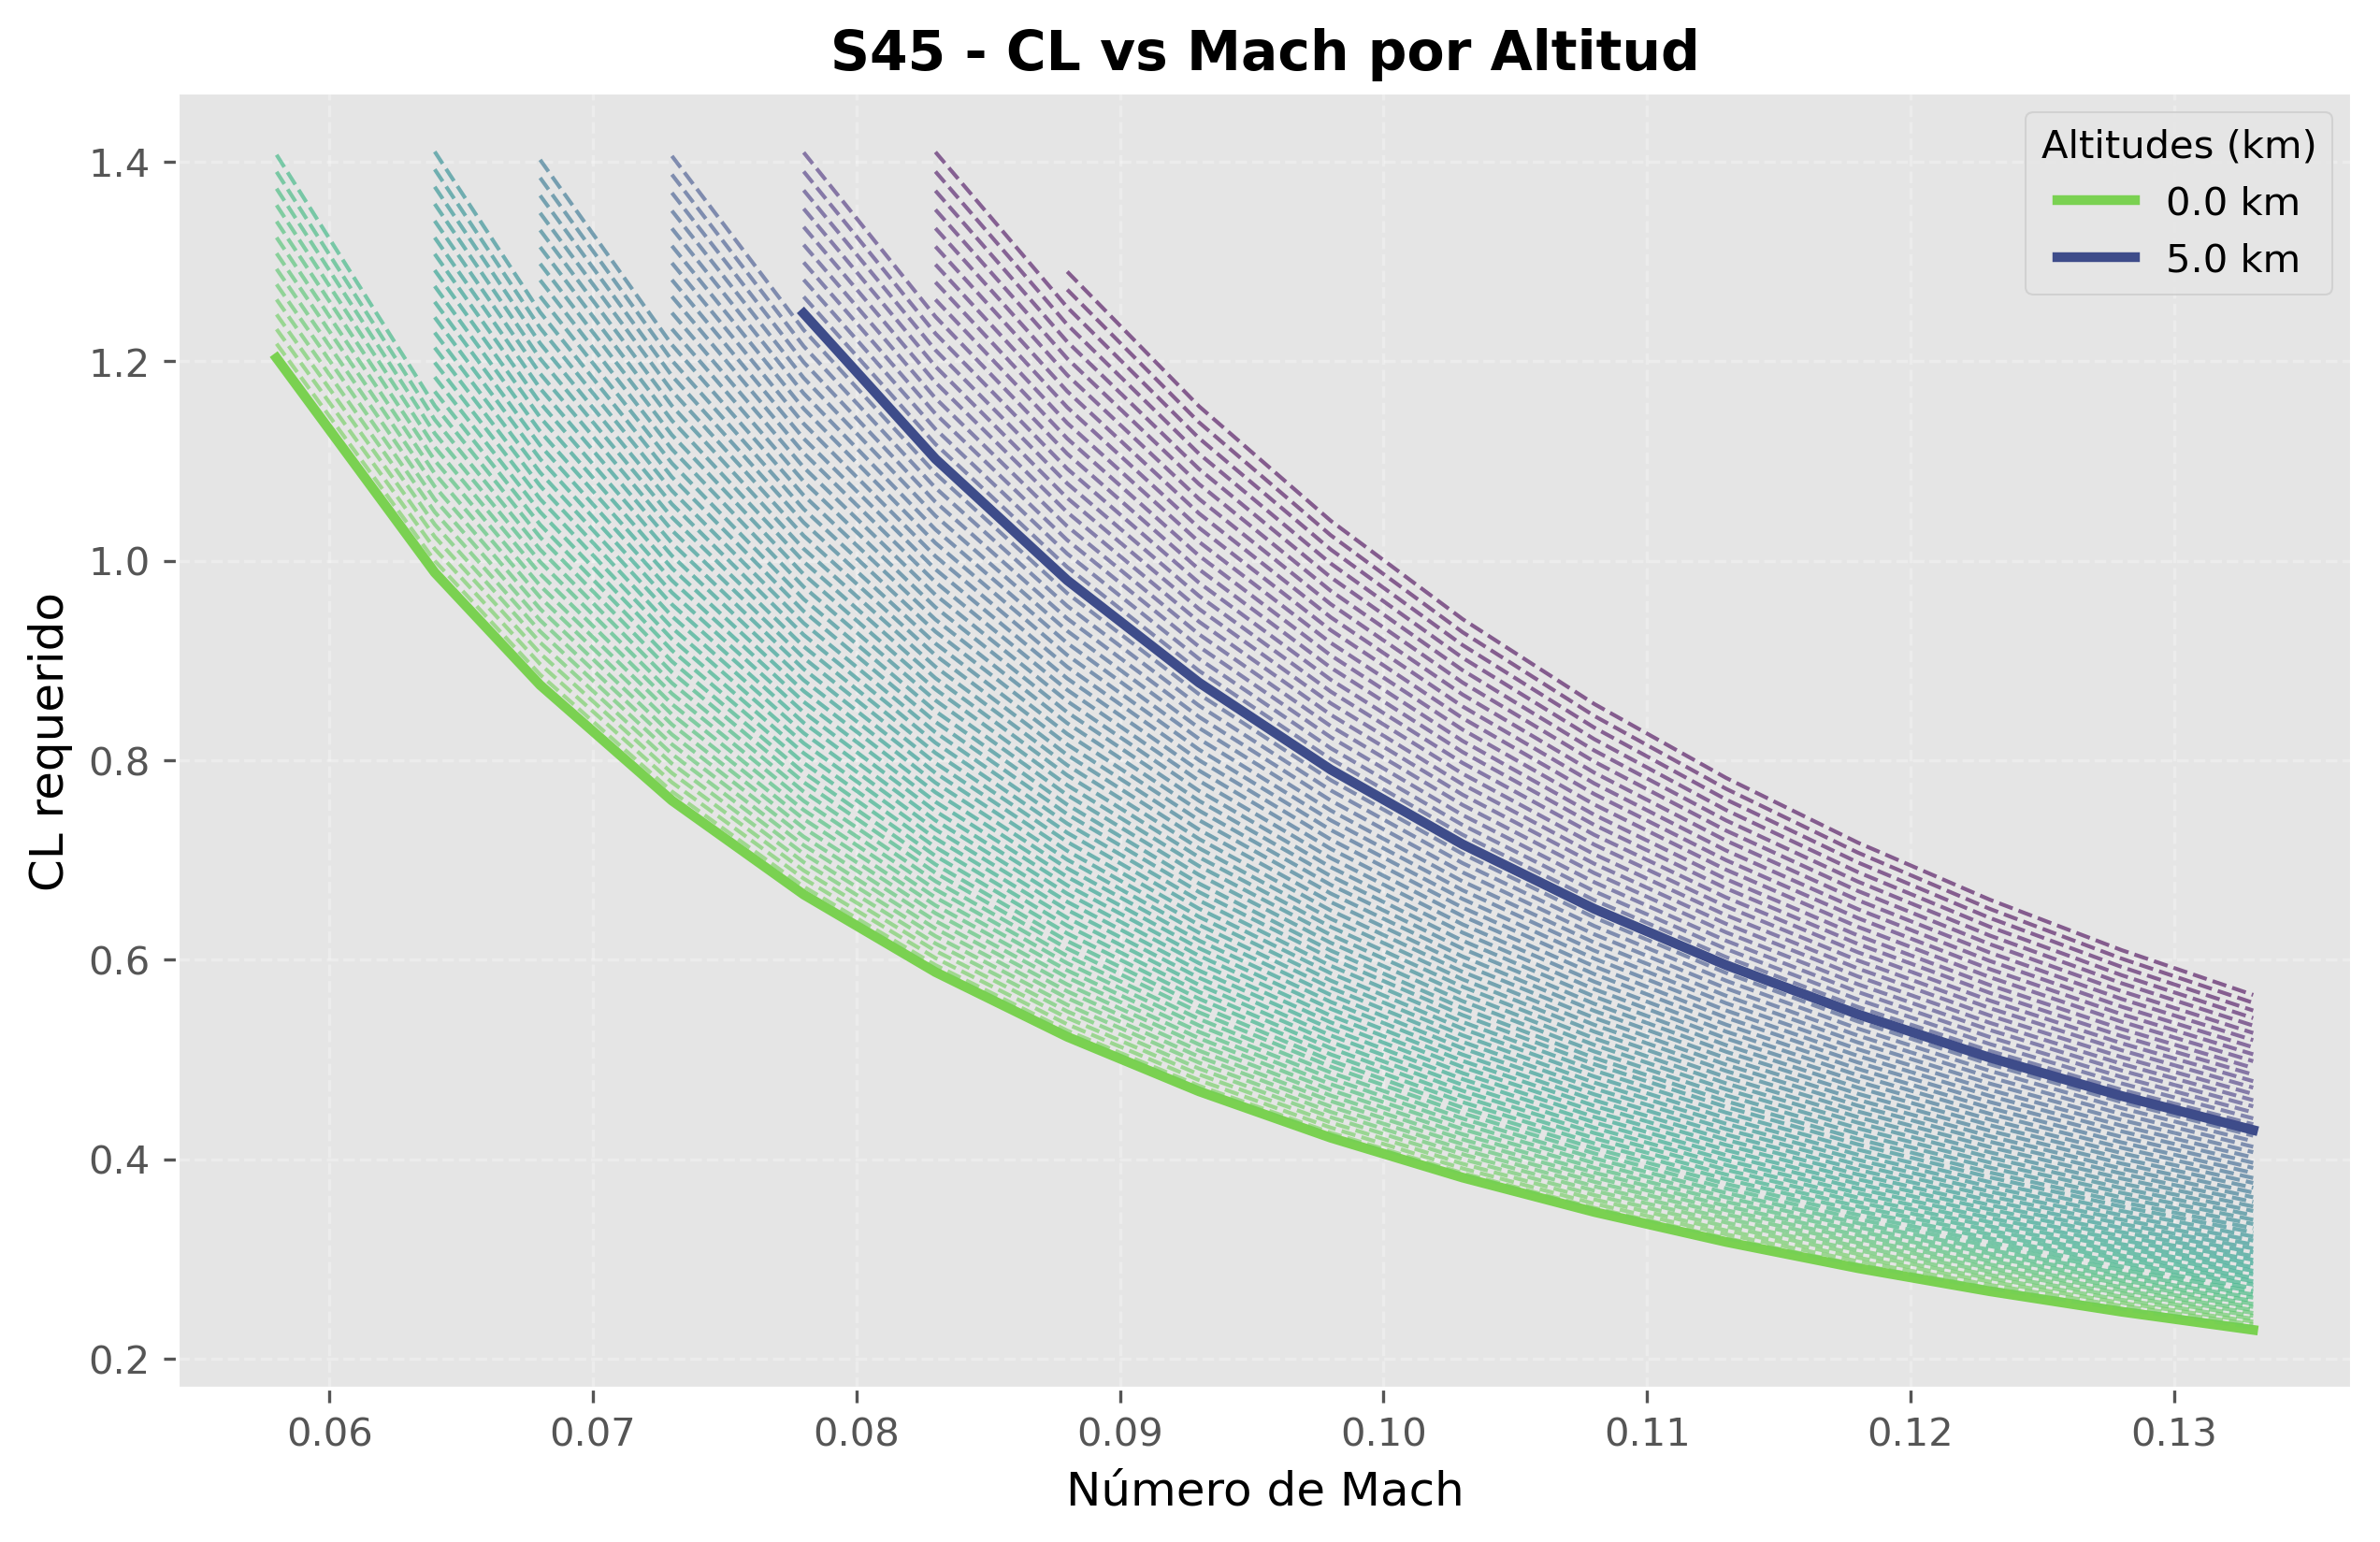 S45 - CL vs Mach por Altitud
Altitudes (km)
0.0 km
5.0 km
CL requerido
1.4
1.2
1.0
0.8
0.6
0.4
0.2
0.06 0.07 0.08 0.09 0.10 0.11 0.12 0.13
Número de Mach